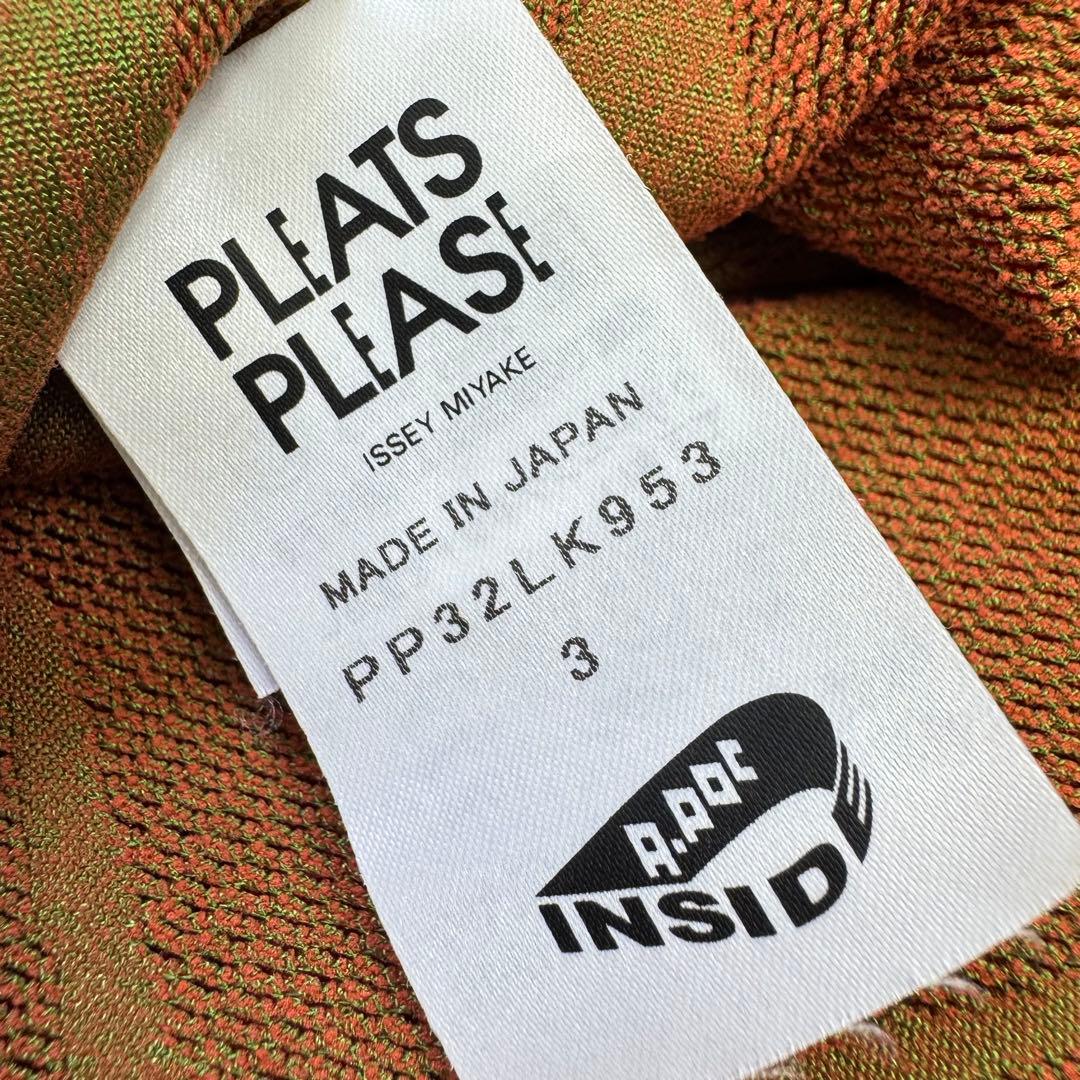 PLEATS
PLEASE
ISSEY MIYAKE
MADE IN JAPAN
PP32LK953
3
A.POC
INSIDE